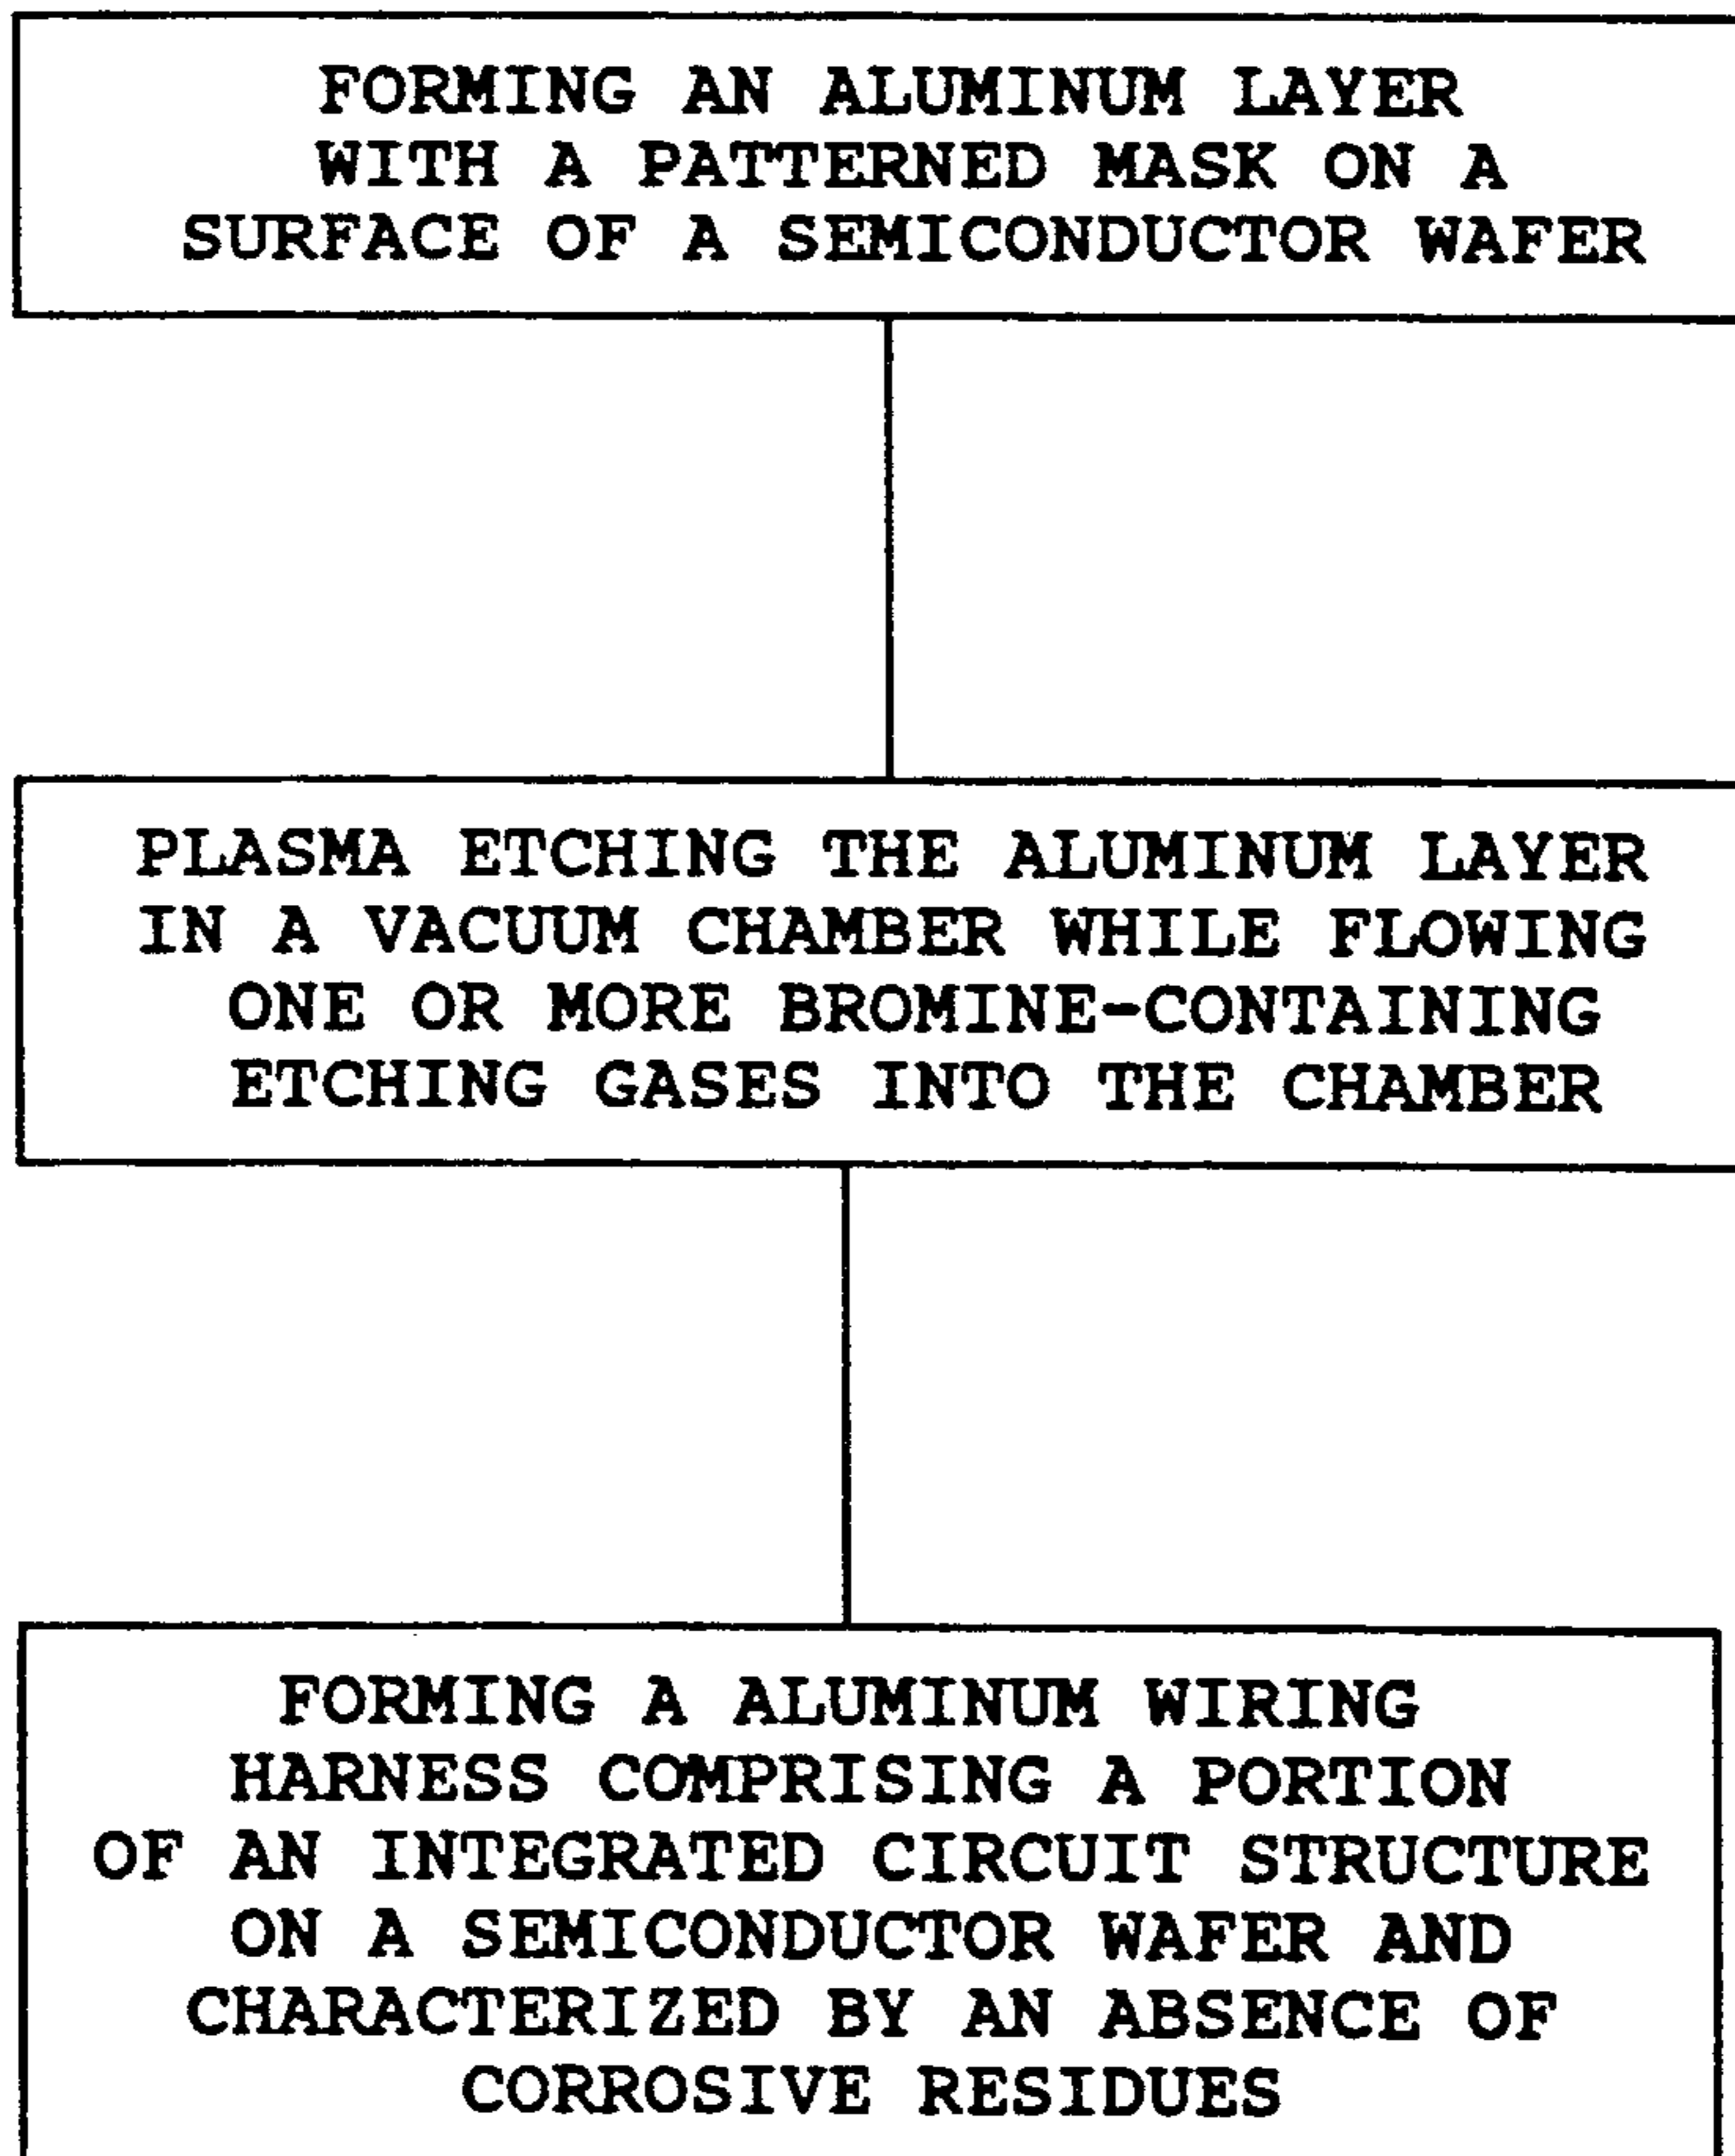 FORMING AN ALUMINUM LAYER
WITH A PATTERNED MASK ON A
SURFACE OF A SEMICONDUCTOR WAFER
PLASMA ETCHING THE ALUMINUM LAYER
IN A VACUUM CHAMBER WHILE FLOWING
ONE OR MORE BROMINE-CONTAINING
ETCHING GASES INTO THE CHAMBER
FORMING A ALUMINUM WIRING
HARNESS COMPRISING A PORTION
OF AN INTEGRATED CIRCUIT STRUCTURE
ON A SEMICONDUCTOR WAFER AND
CHARACTERIZED BY AN ABSENCE OF
CORROSIVE RESIDUES